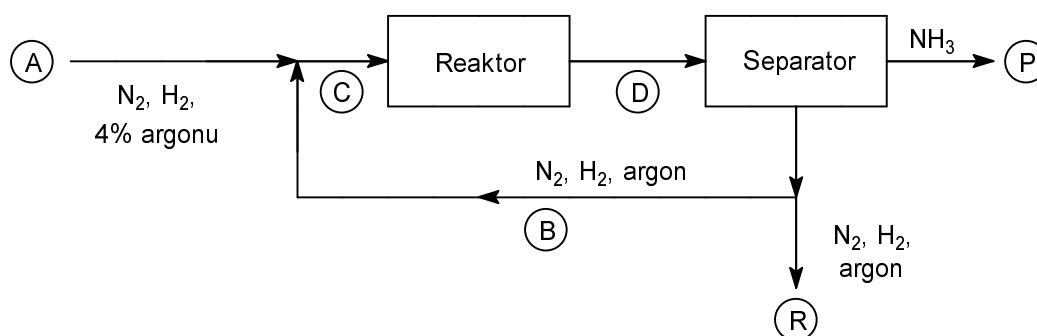 A
N₂, H₂,
4% argonu
C
Reaktor
D
Separator
NH₃
P
N₂, H₂, argon
B
N₂, H₂,
argon
R